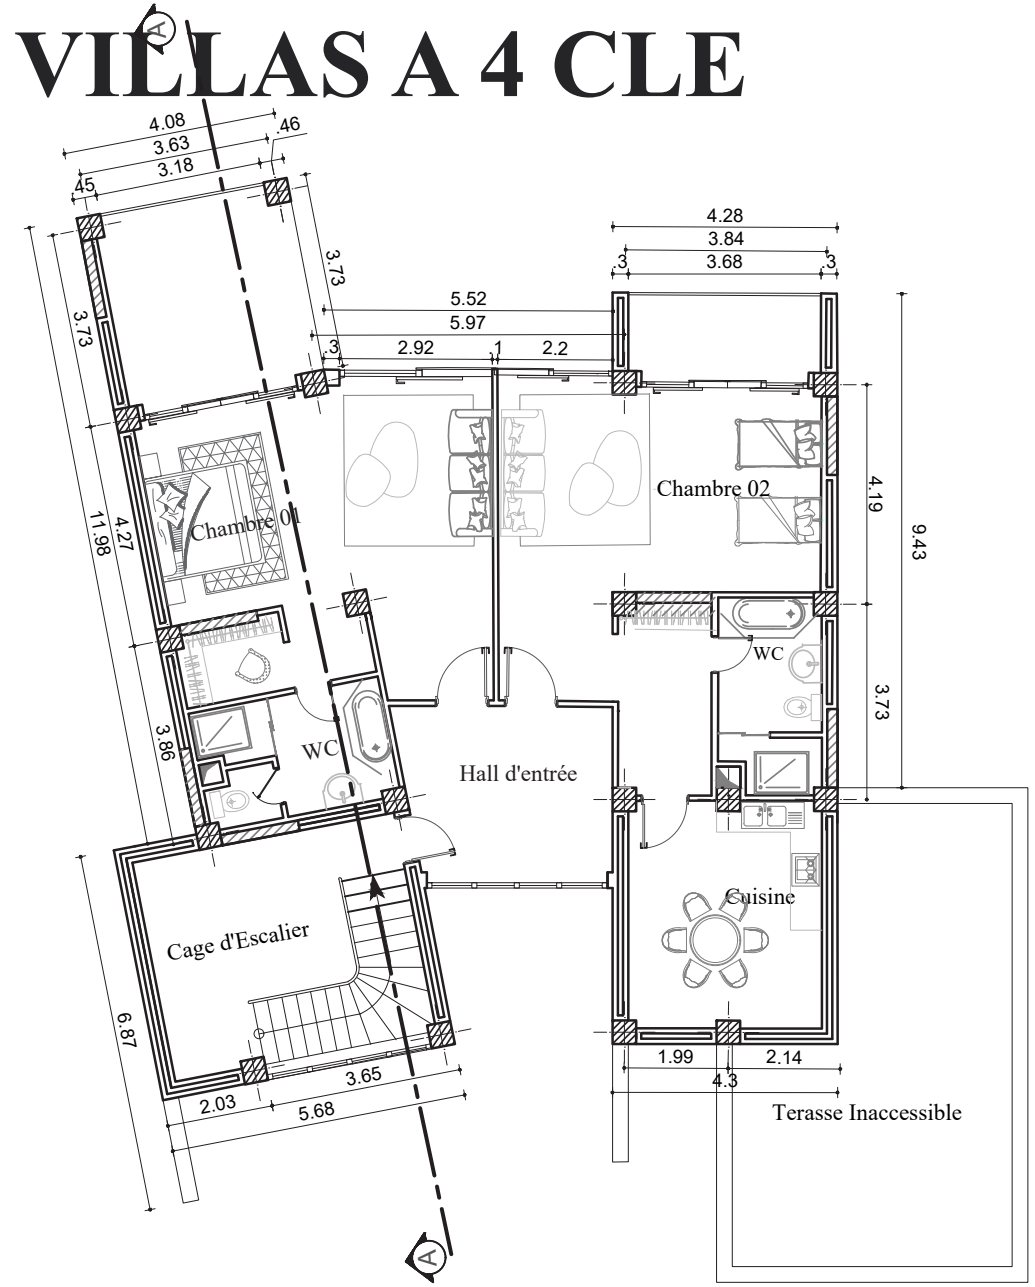 A
VILLAS A 4 CLE
4.08
.46
3.63
3.18
.45
4.28
3.84
.3
3.68
.3
3.73
5.52
5.97
3.73
.3
2.92
.1
2.2
Chambre 02
4.19
Chambre 01
4.27
11.98
9.43
WC
3.73
3.86
WC
Hall d'entrée
Cuisine
Cage d'Escalier
6.87
1.99
2.14
3.65
4.3
2.03
5.68
Terasse Inaccessible
A